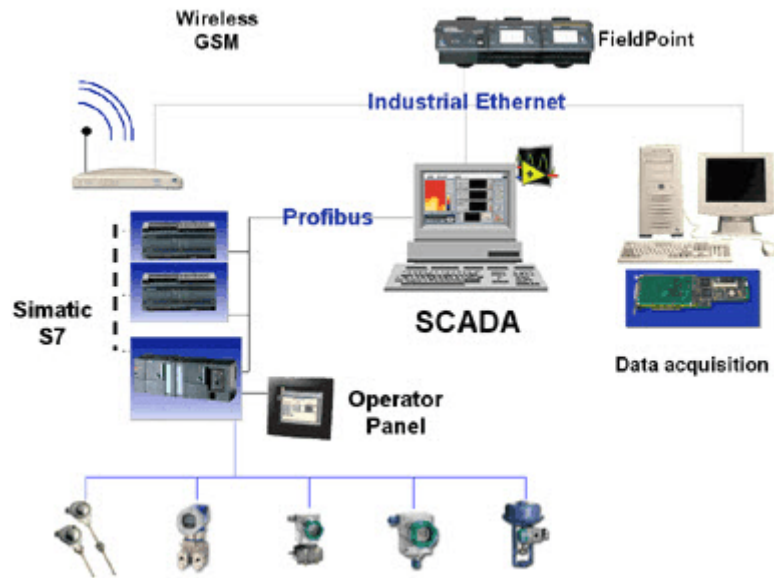 Wireless
GSM
FieldPoint
Industrial Ethernet
Profibus
Simatic
S7
SCADA
Data acquisition
Operator
Panel